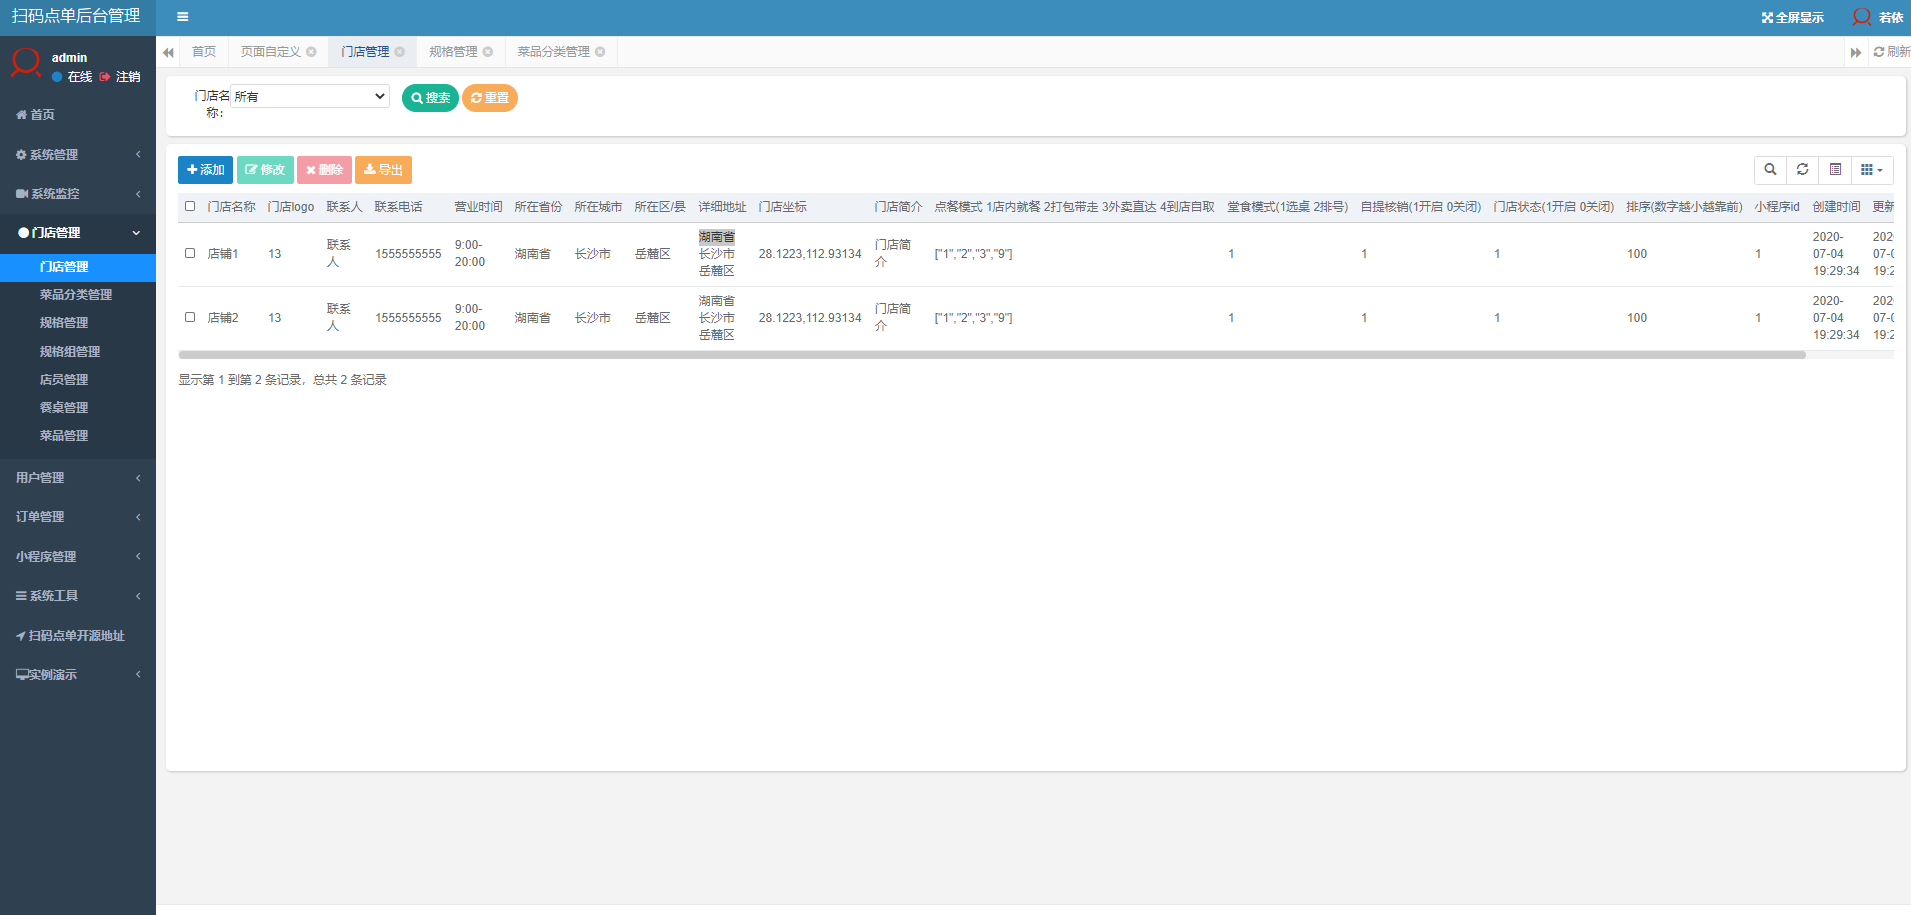 扫码点单后台管理
全屏显示
若依
admin
在线
注销
首页
页面自定义
门店管理
规格管理
菜品分类管理
刷新
首页
系统管理
系统监控
门店管理
门店管理
菜品分类管理
规格管理
规格组管理
店员管理
餐桌管理
菜品管理
用户管理
订单管理
小程序管理
系统工具
扫码点单开源地址
实例演示
门店名
称：
所有
搜索
重置
添加
修改
删除
导出
门店名称 门店logo 联系人 联系电话 营业时间 所在省份 所在城市 所在区/县 详细地址 门店坐标 门店简介 点餐模式 1店内就餐 2打包带走 3外卖直达 4到店自取 堂食模式(1选桌 2排号) 自提核销(1开启 0关闭) 门店状态(1开启 0关闭) 排序(数字越小越靠前) 小程序id 创建时间 更新
店铺1
13
联系
人
1555555555
9:00-
20:00
湖南省
长沙市
岳麓区
湖南省
长沙市
岳麓区
28.1223,112.93134
门店简
介
["1","2","3","9"]
1
1
1
100
1
2020-
07-04
19:29:34
202
07-0
19:2
店铺2
13
联系
人
1555555555
9:00-
20:00
湖南省
长沙市
岳麓区
湖南省
长沙市
岳麓区
28.1223,112.93134
门店简
介
["1","2","3","9"]
1
1
1
100
1
2020-
07-04
19:29:34
202
07-0
19:2
显示第 1 到第 2 条记录，总共 2 条记录